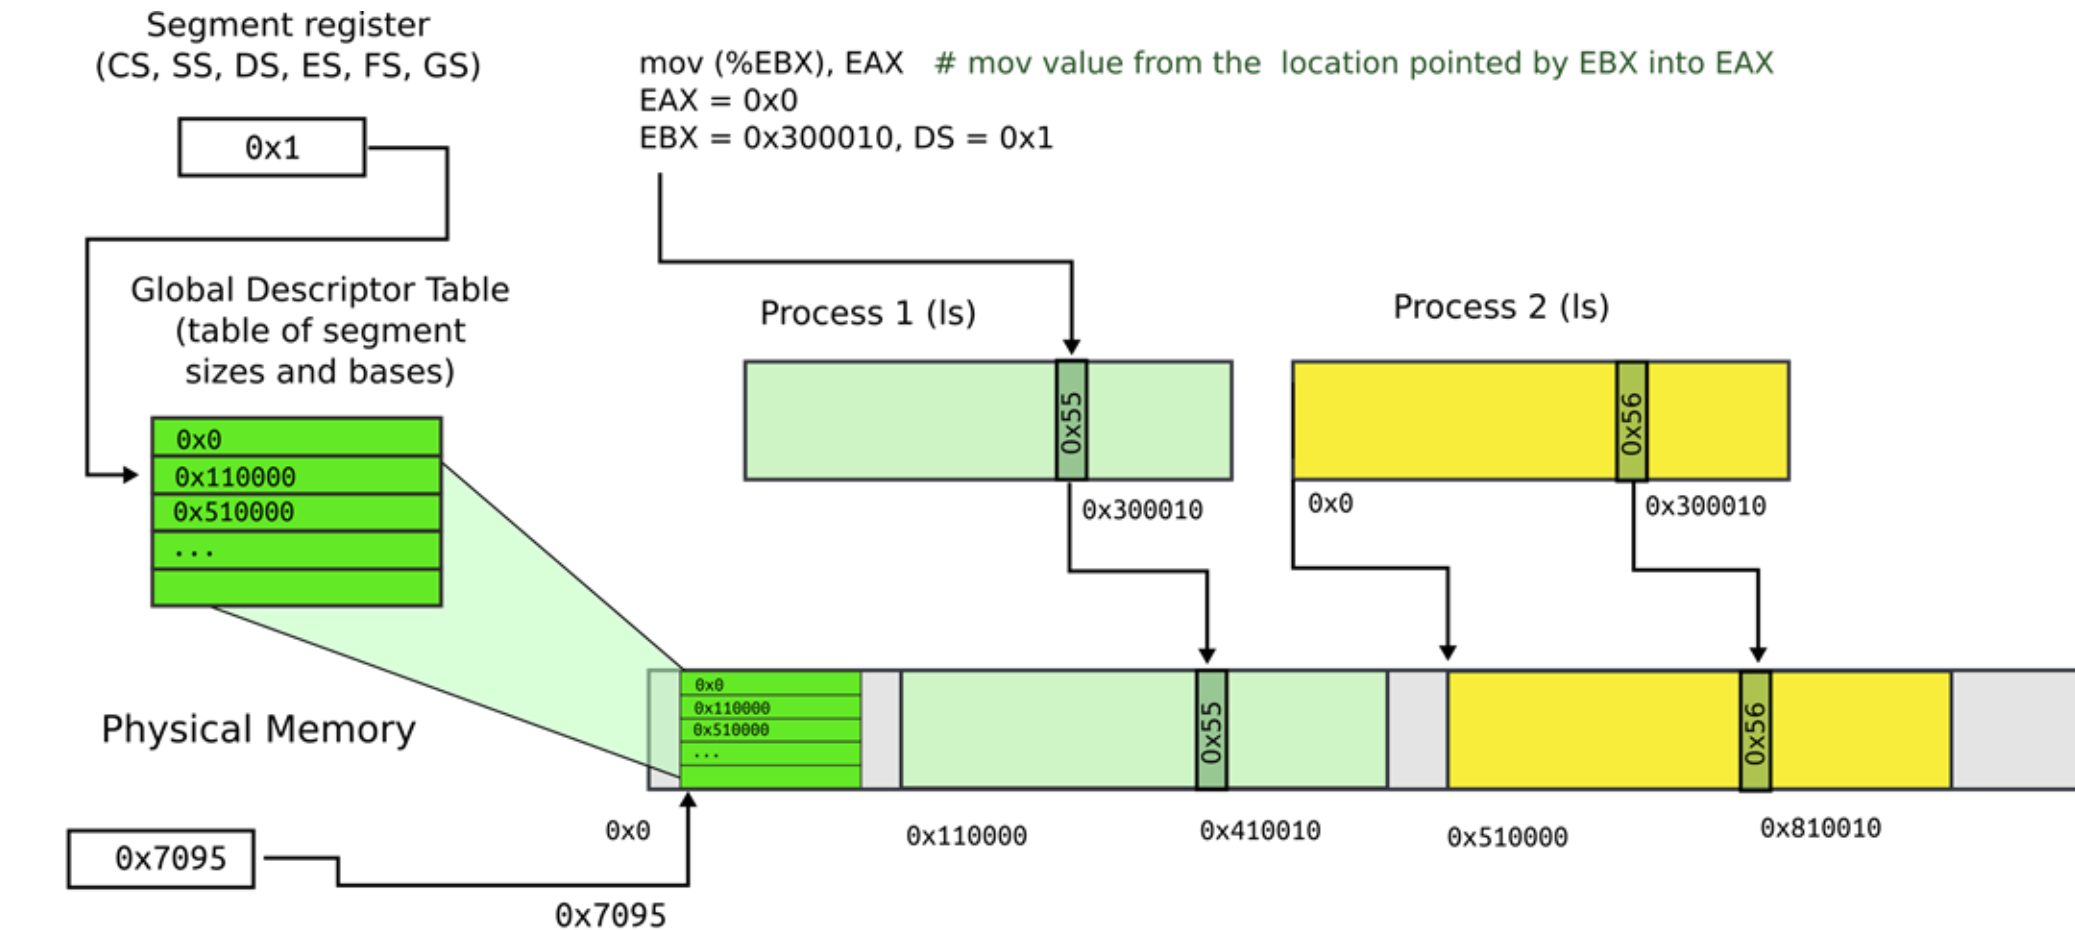 Segment register
(CS, SS, DS, ES, FS, GS)
0x1
mov (%EBX), EAX # mov value from the location pointed by EBX into EAX
EAX = 0x0
EBX = 0x300010, DS = 0x1
Global Descriptor Table
(table of segment
sizes and bases)
0x0
0x110000
0x510000
...
Process 1 (ls)
0x55
0x300010
Process 2 (ls)
0x56
0x0
0x300010
Physical Memory
0x0
0x110000
0x510000
...
0x55
0x56
0x0
0x110000
0x410010
0x510000
0x810010
0x7095
0x7095